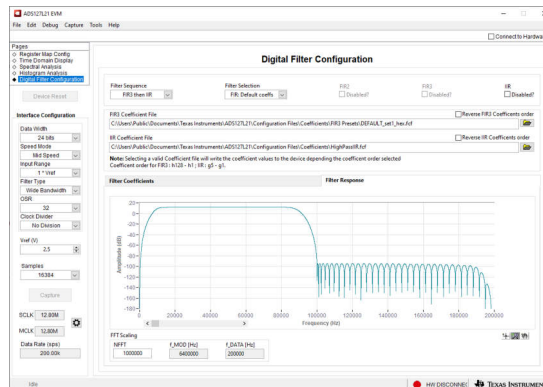 ADS127L21 EVM
File Edit Debug Capture Tools Help
Connect to Hardwa
Pages
Register Map Config
Time Domain Display
Spectral Analysis
Histogram Analysis
Digital Filter Configuration
Device Reset
Interface Configuration
Data Width
24 bits
Speed Mode
Mid Speed
Input Range
1 * Vref
Filter Type
Wide Bandwidth
OSR
32
Clock Divider
No Division
Vref (V)
2.5
Samples
16384
Capture
SCLK 12.80M
MCLK 12.80M
Data Rate (sps)
200.00k
Digital Filter Configuration
Filter Sequence
FIR3 then IIR
Filter Selection
FIR: Default coeffs
FIR2
Disabled?
FIR3
Disabled?
IIR
Disabled?
FIR3 Coefficient File
Reverse FIR3 Coefficients order
C:\Users\Public\Documents\Texas Instruments\ADS127L21\Configuration Files\Coefficients\FIR3 Presets\DEFAULT_set1_hex.fcf
IIR Coefficient File
Reverse IIR Coefficents order
C:\Users\Public\Documents\Texas Instruments\ADS127L21\Configuration Files\Coefficients\HighPassIIR.fcf
Note: Selecting a valid Coefficient file will write the coefficient values to the device depending the coefficient order selected
Coefficient order for FIR3 : h128 - h1 ; IIR : g5 - g1.
Filter Coefficients
Filter Response
Amplitude (dB)
20
0
-20
-40
-60
-80
-100
-120
-140
-160
-180
0 20000 40000 60000 80000 100000 120000 140000 160000 180000 200000
Frequency (Hz)
FFT Scaling
NFFT f_MOD [Hz] f_DATA [Hz]
1000000 6400000 200000
Idle
HW DISCONNEC
TEXAS INSTRUMEN